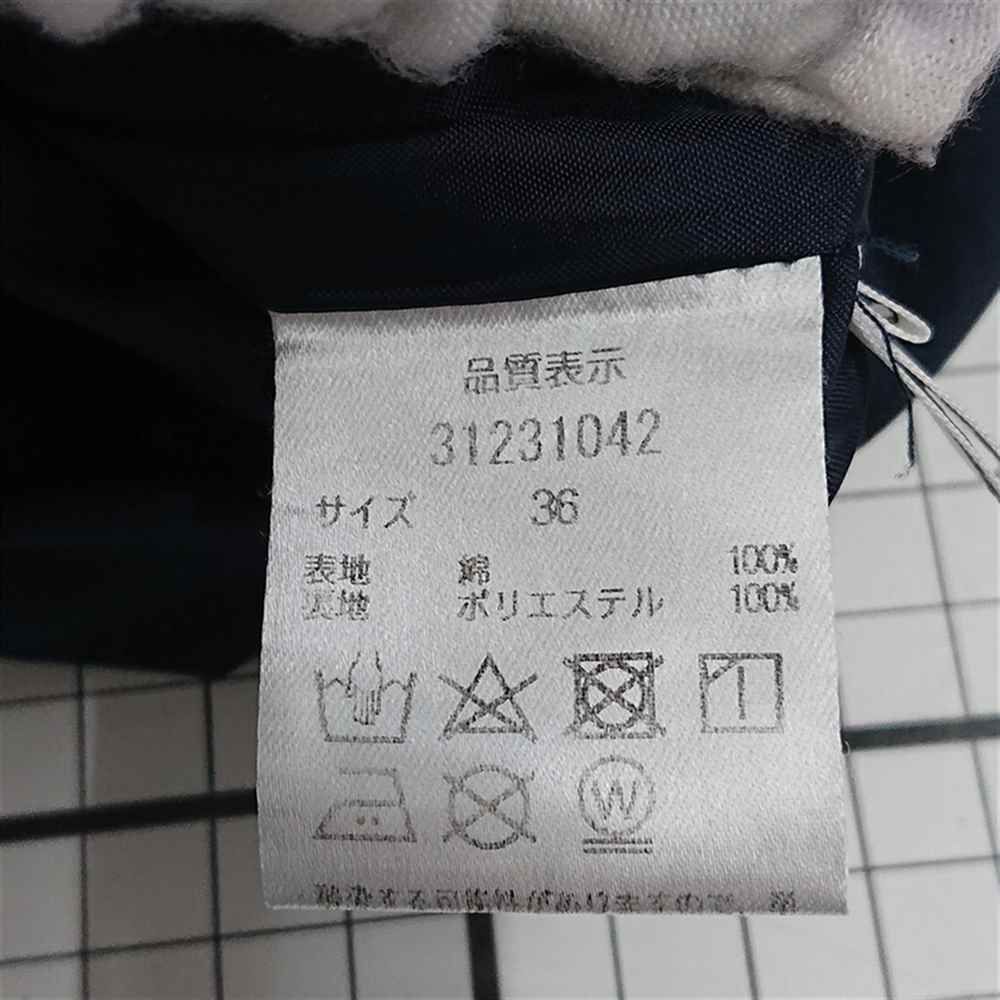 品質表示
31231042
サイズ 36
表地 綿 100%
裏地 ポリエステル 100%
W